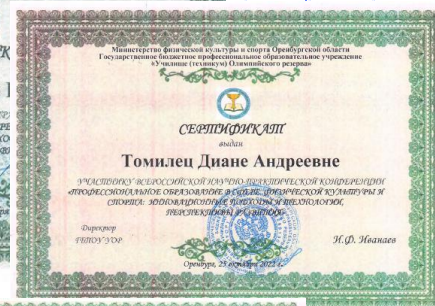 Министерство физической культуры и спорта Оренбургской области
Государственное бюджетное профессиональное образовательное учреждение
«Училище (техникум) Олимпийского резерва»
СЕРТИФИКАТ
выдан
Томилец Диане Андреевне
УЧАСТНИКУ ВСЕРОССИЙСКОЙ НАУЧНО-ПРАКТИЧЕСКОЙ КОНФЕРЕНЦИИ
«ПРОФЕССИОНАЛЬНОЕ ОБРАЗОВАНИЕ В СФЕРЕ ФИЗИЧЕСКОЙ КУЛЬТУРЫ И
СПОРТА: ИННОВАЦИОННЫЕ ПОДХОДЫ И ТЕХНОЛОГИИ,
ПЕРСПЕКТИВЫ РАЗВИТИЯ»
Директор
ГБПОУ УОР
И.Ф. Иванаев
Оренбург, 25 октября 2022 г.